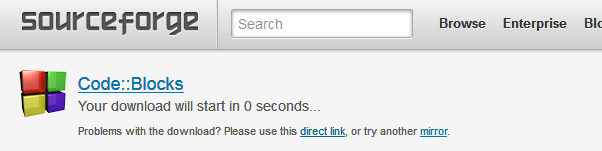 sourceforge
Search
Browse Enterprise Blo
Code::Blocks
Your download will start in 0 seconds...
Problems with the download? Please use this direct link, or try another mirror.